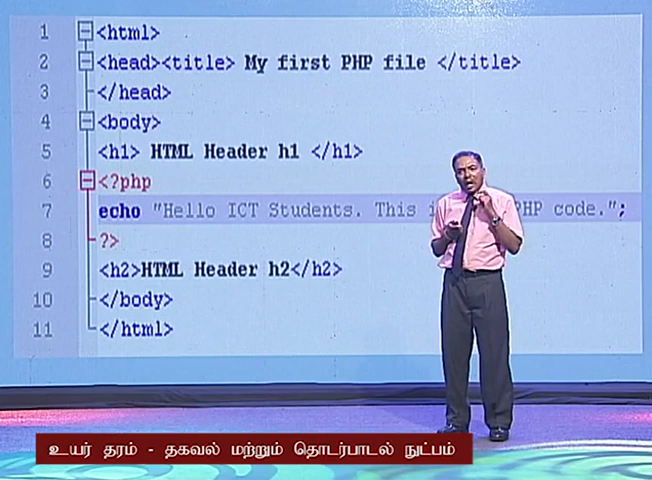 1 <html>
2 <head><title> My first PHP file </title>
3 </head>
4 <body>
5 <h1> HTML Header h1 </h1>
6 <?php
7 echo "Hello ICT Students. This PHP code.";
8 ?>
9 <h2>HTML Header h2</h2>
10 </body>
11 </html>
உயர் தரம் - தகவல் மற்றும் தொடர்பாடல் நுட்பம்